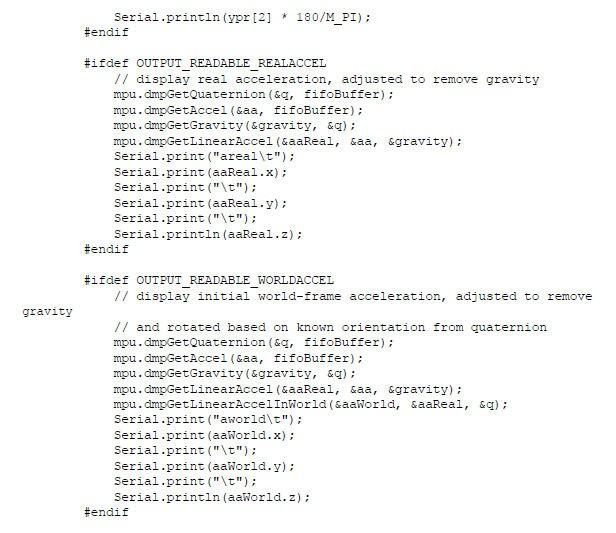 Serial.println(ypr[2] * 180/M_PI);
#endif
#ifdef OUTPUT_READABLE_REALACCEL
// display real acceleration, adjusted to remove gravity
mpu.dmpGetQuaternion(&q, fifoBuffer);
mpu.dmpGetAccel(&aa, fifoBuffer);
mpu.dmpGetGravity(&gravity, &q);
mpu.dmpGetLinearAccel(&aaReal, &aa, &gravity);
Serial.print("areal\t");
Serial.print(aaReal.x);
Serial.print("\t");
Serial.print(aaReal.y);
Serial.print("\t");
Serial.println(aaReal.z);
#endif
#ifdef OUTPUT_READABLE_WORLDACCEL
// display initial world-frame acceleration, adjusted to remove
gravity
// and rotated based on known orientation from quaternion
mpu.dmpGetQuaternion(&q, fifoBuffer);
mpu.dmpGetAccel(&aa, fifoBuffer);
mpu.dmpGetGravity(&gravity, &q);
mpu.dmpGetLinearAccel(&aaReal, &aa, &gravity);
mpu.dmpGetLinearAccelInWorld(&aaWorld, &aaReal, &q);
Serial.print("aworld\t");
Serial.print(aaWorld.x);
Serial.print("\t");
Serial.print(aaWorld.y);
Serial.print("\t");
Serial.println(aaWorld.z);
#endif